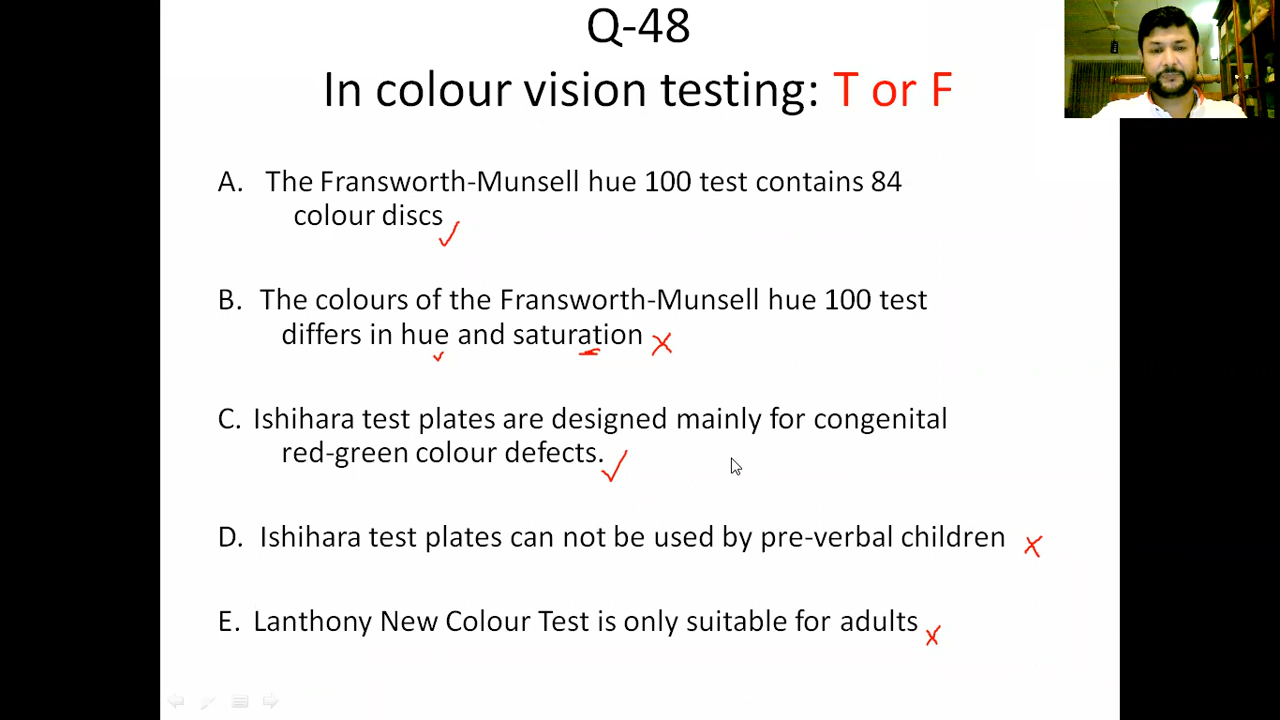 Q-48
In colour vision testing: T or F
A. The Fransworth-Munsell hue 100 test contains 84
colour discs
B. The colours of the Fransworth-Munsell hue 100 test
differs in hue and saturation
C. Ishihara test plates are designed mainly for congenital
red-green colour defects.
D. Ishihara test plates can not be used by pre-verbal children
E. Lanthony New Colour Test is only suitable for adults